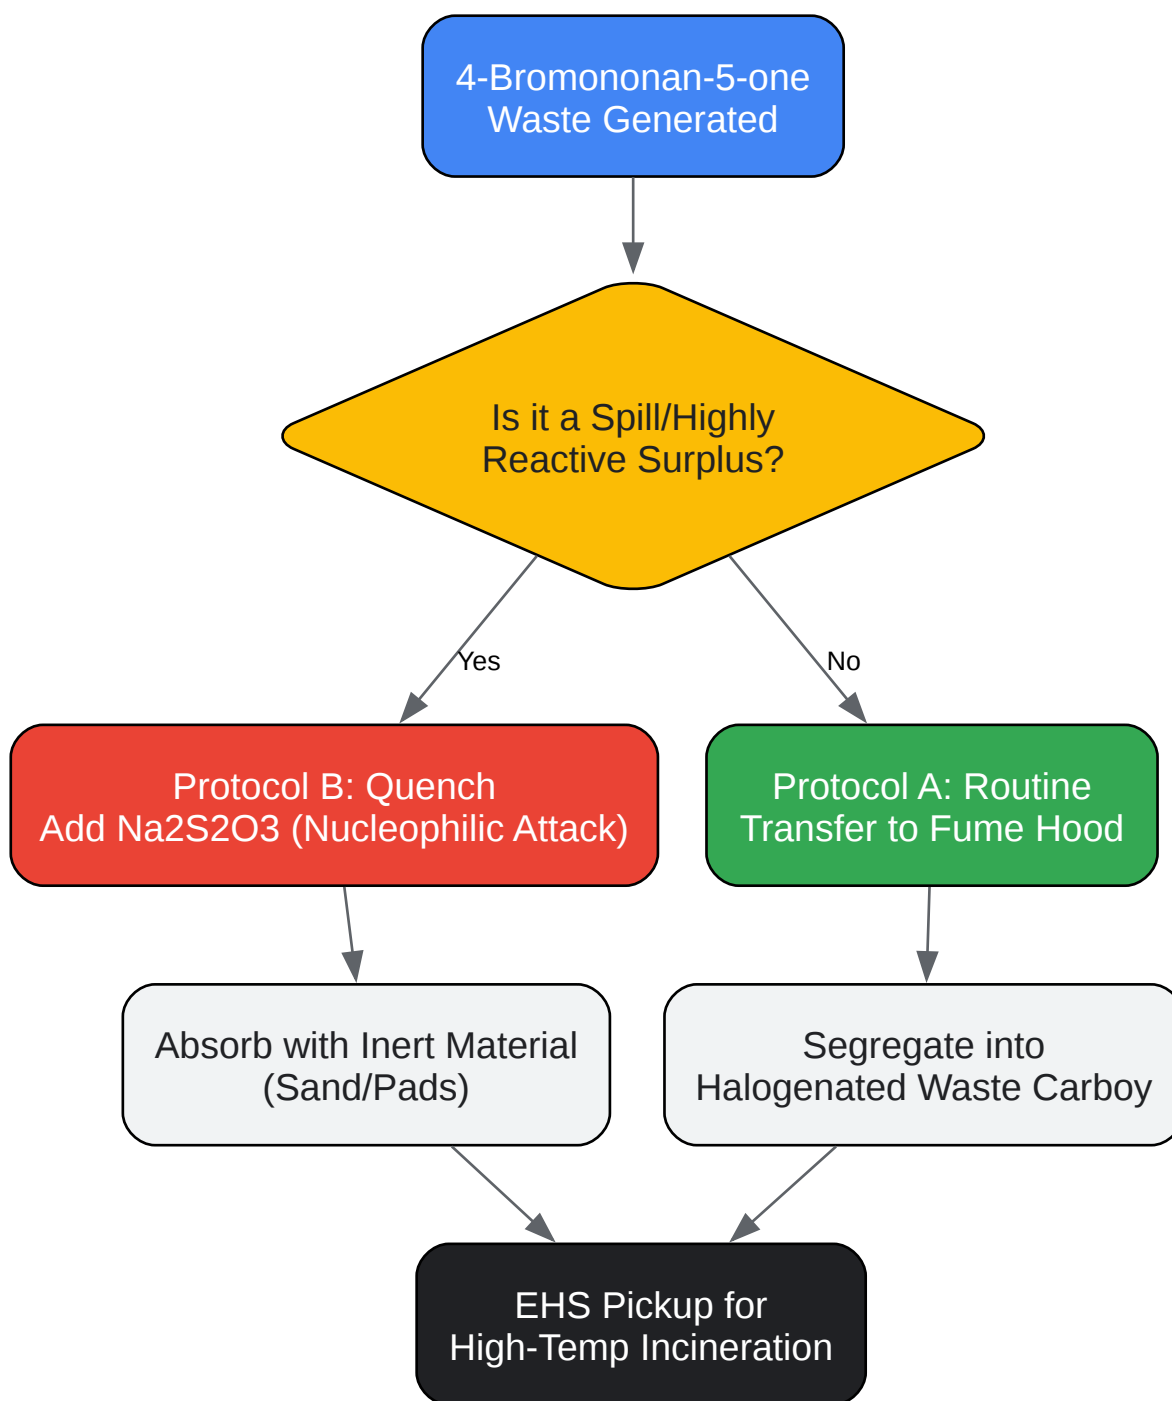 4-Bromononan-5-one
Waste Generated
Is it a Spill/Highly
Reactive Surplus?
Yes
No
Protocol B: Quench
Add Na2S2O3 (Nucleophilic Attack)
Protocol A: Routine
Transfer to Fume Hood
Absorb with Inert Material
(Sand/Pads)
Segregate into
Halogenated Waste Carboy
EHS Pickup for
High-Temp Incineration